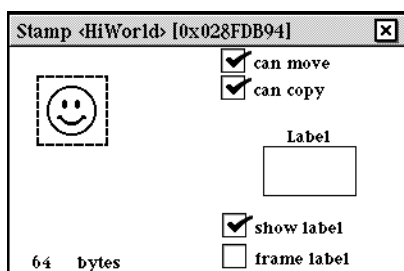 Stamp ‹HiWorld› [0x028FDB94]
can move
can copy
Label
show label
64 bytes
frame label